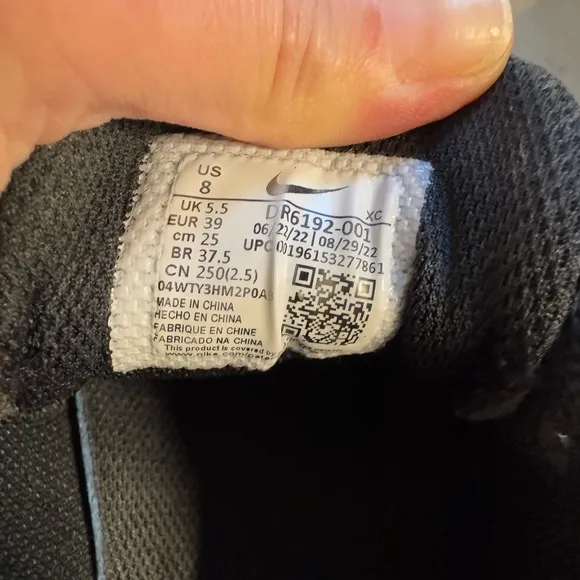 US
8
UK 5.5
EUR 39
cm 25
BR 37.5
CN 250(2.5)
DR6192-001 XC
06/22/22 | 08/29/22
UPC 00196153277861
MADE IN CHINA
HECHO EN CHINA
FABRIQUE EN CHINE
FABRICADO NA CHINA
This product is covered by